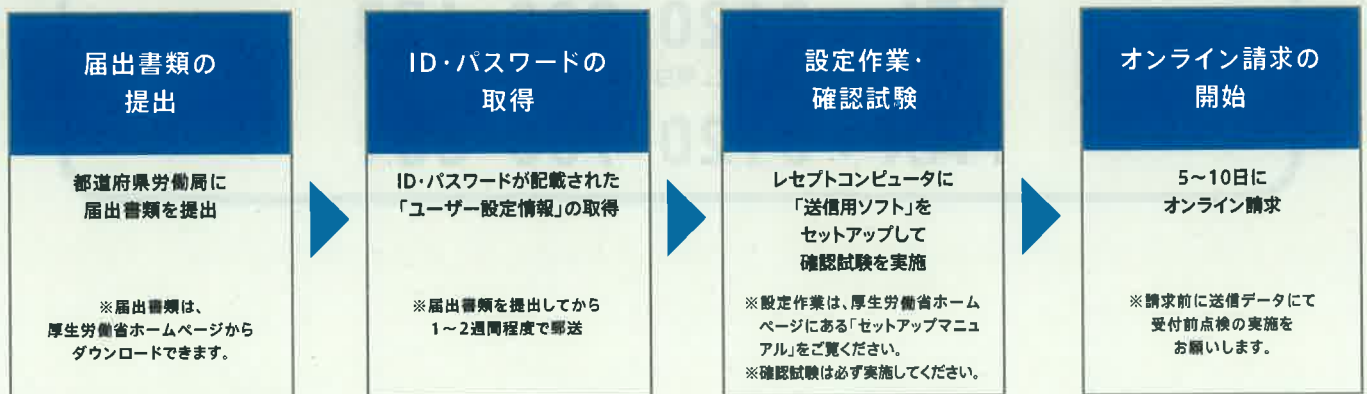 届出書類の
提出
都道府県労働局に
届出書類を提出
※届出書類は、
厚生労働省ホームページから
ダウンロードできます。
ID・パスワードの
取得
ID・パスワードが記載された
「ユーザー設定情報」の取得
※届出書類を提出してから
1～2週間程度で郵送
設定作業・
確認試験
レセプトコンピュータに
「送信用ソフト」を
セットアップして
確認試験を実施
※設定作業は、厚生労働省ホーム
ページにある「セットアップマニュ
アル」をご覧ください。
※確認試験は必ず実施してください。
オンライン請求の
開始
5～10日に
オンライン請求
※請求前に送信データにて
受付前点検の実施を
お願いします。